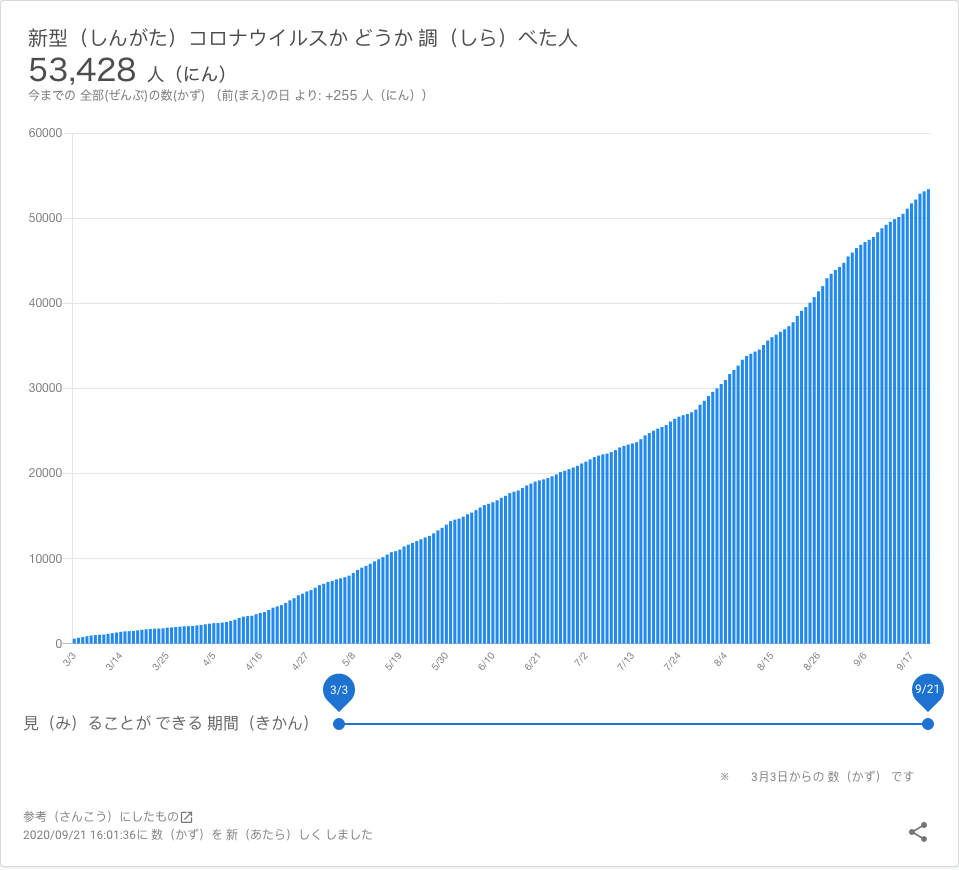 新型（しんがた）コロナウイルスか どうか 調（しら）べた人
53,428 人（にん）
今までの 全部(ぜんぶ)の数(かず) （前(まえ)の日 より: +255 人（にん））
60000
50000
40000
30000
20000
10000
0
3/3 3/14 3/25 4/5 4/16 4/27 5/8 5/19 5/30 6/10 6/21 7/2 7/13 7/24 8/4 8/15 8/26 9/6 9/17
3/3 9/21
見（み）ることが できる 期間（きかん）
※ 3月3日からの 数（かず） です
参考（さんこう）にしたもの
2020/09/21 16:01:36に 数（かず）を 新（あたら）しく しました